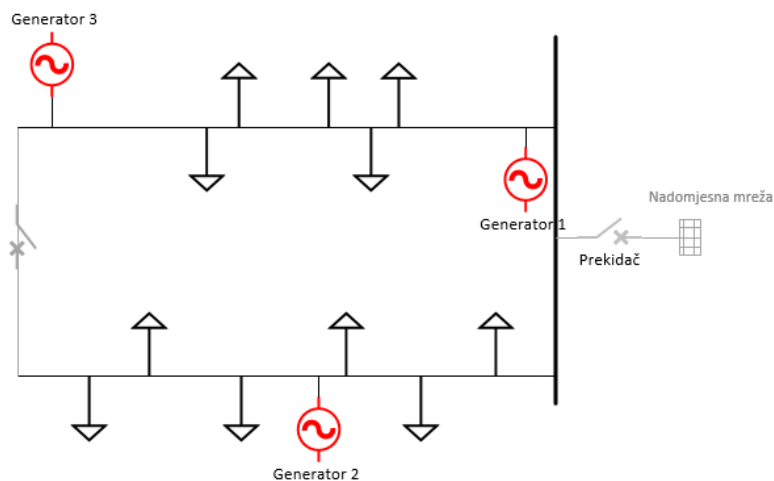 Generator 3
Generator 1
Nadomjesna mreža
Prekidač
Generator 2